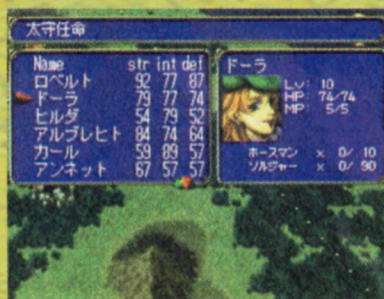 太守任命
Name str int def
ロベルト 92 77 87
ドーラ 79 77 74
ヒルダ 54 79 52
アルブレヒト 84 74 64
カール 59 89 57
アンネット 67 57 57
ドーラ
Lv: 10
HP: 74/74
MP: 5/5
ホースマン × 0/ 10
ソルジャー × 0/ 90